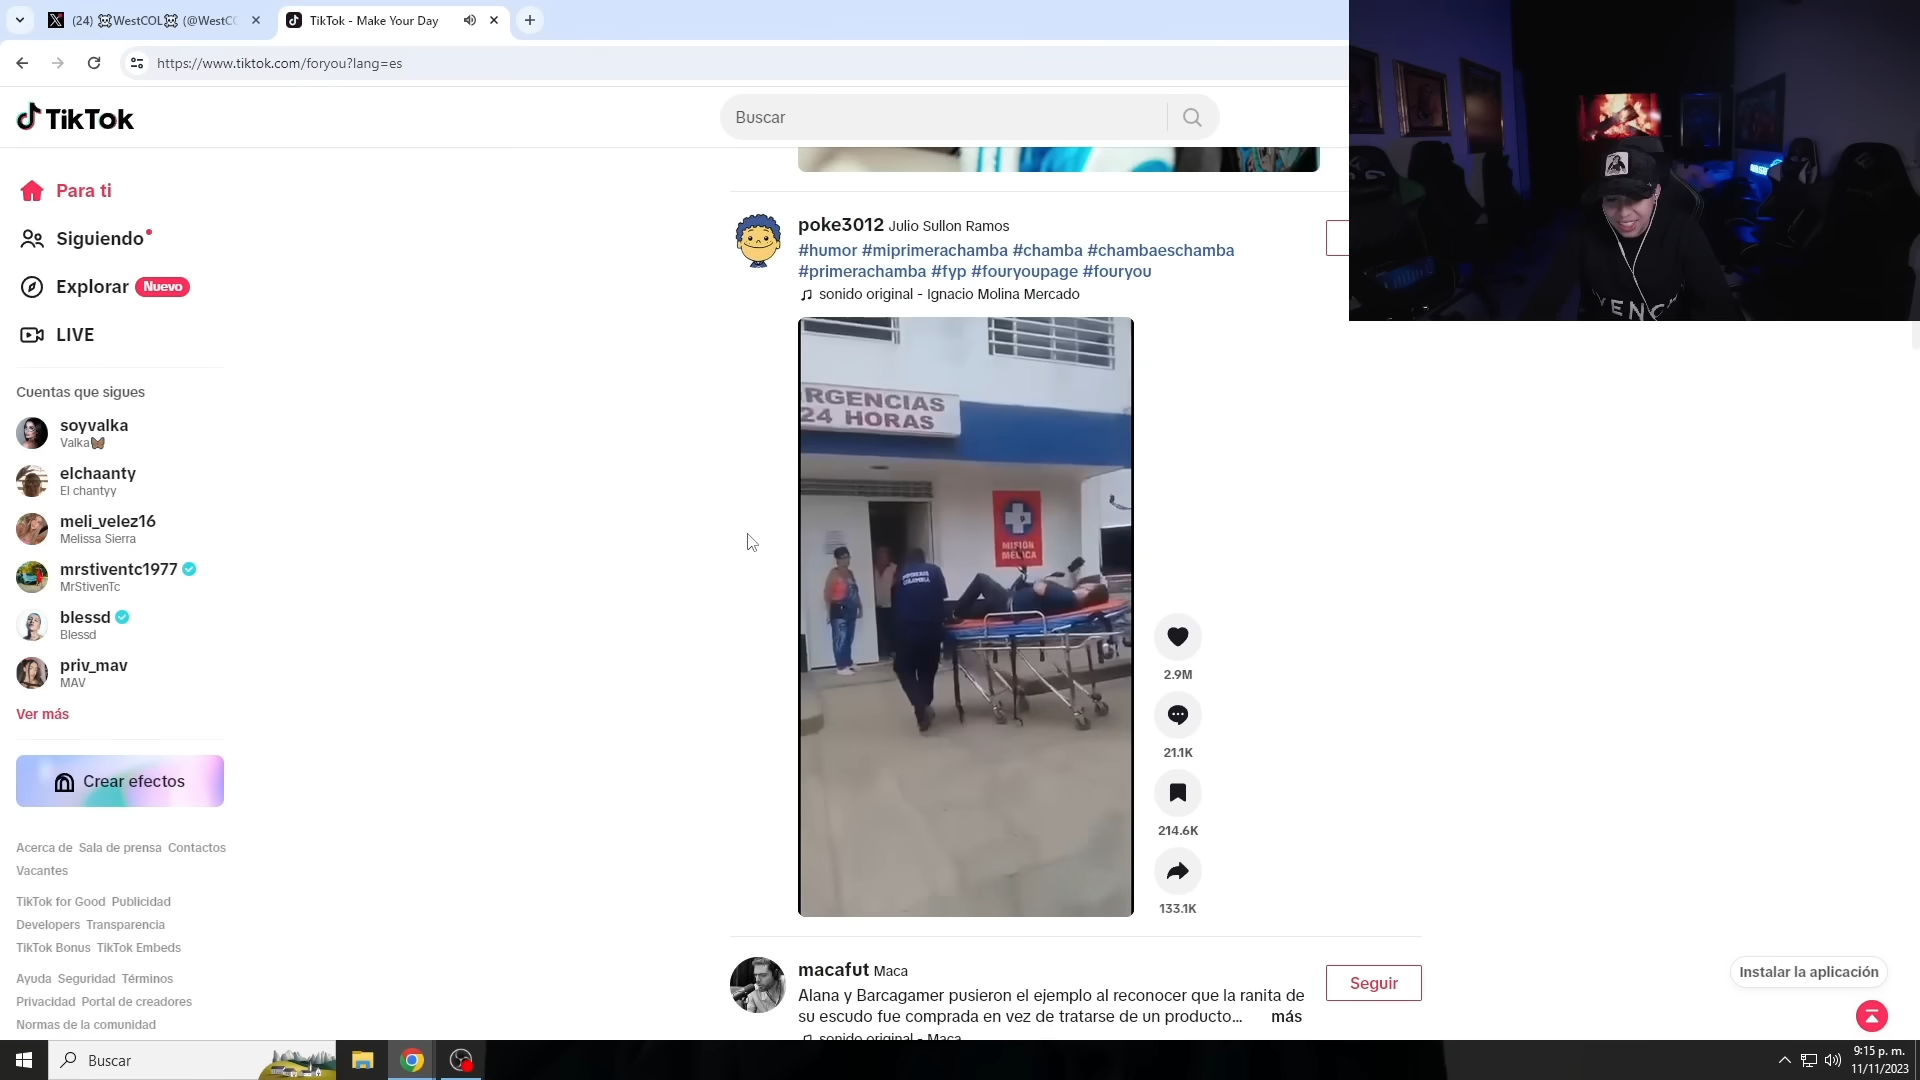 (24) ☠️WestCOL☠️ (@WestCO
TikTok - Make Your Day
https://www.tiktok.com/foryou?lang=es
TikTok
Buscar
Para ti
Siguiendo
Explorar Nuevo
LIVE
Cuentas que sigues
soyvalka
Valka🦋
elchaanty
El chantyy
meli_velez16
Melissa Sierra
mrstiventc1977
MrStivenTc
blessd
Blessd
priv_mav
MAV
Ver más
Crear efectos
Acerca de Sala de prensa Contactos
Vacantes
TikTok for Good Publicidad
Developers Transparencia
TikTok Bonus TikTok Embeds
Ayuda Seguridad Términos
Privacidad Portal de creadores
Normas de la comunidad
poke3012 Julio Sullon Ramos
#humor #miprimerachamba #chamba #chambaeschamba
#primerachamba #fyp #fouryoupage #fouryou
sonido original - Ignacio Molina Mercado
RGENCIAS
24 HORAS
MISIÓN
MÉDICA
2.9M
21.1K
214.6K
133.1K
macafut Maca
Seguir
Alana y Barcagamer pusieron el ejemplo al reconocer que la ranita de
su escudo fue comprada en vez de tratarse de un producto... más
sonido original - Maca
Instalar la aplicación
Buscar
9:15 p. m.
11/11/2023